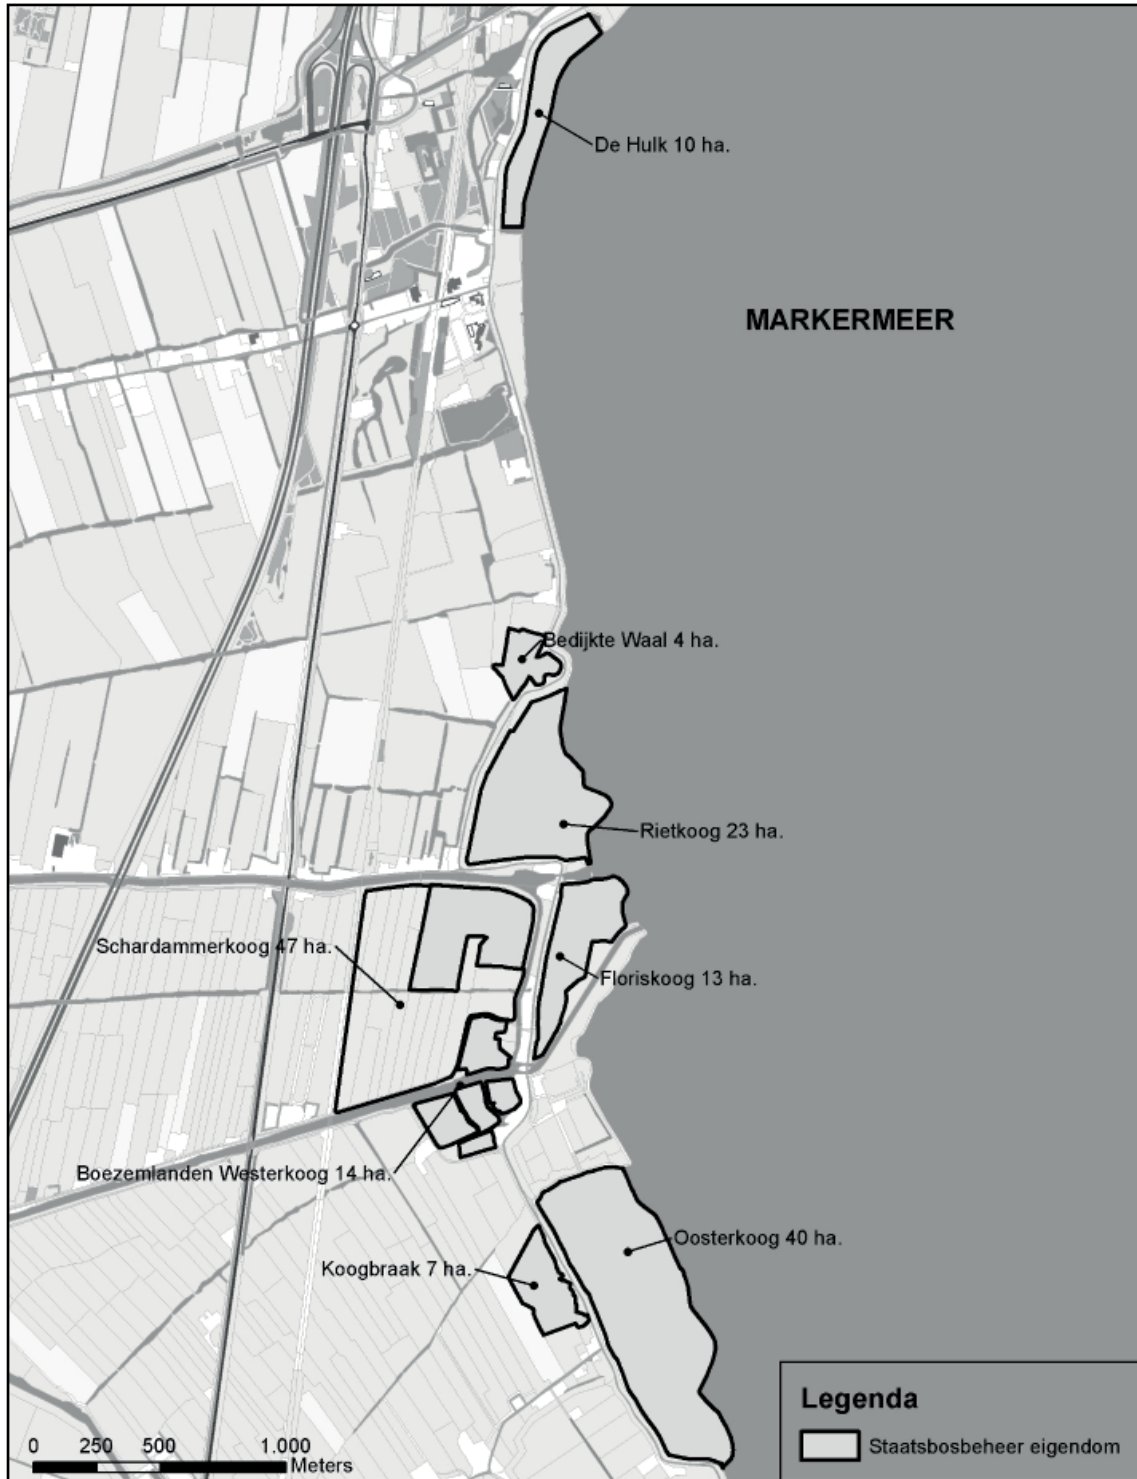 De Hulk 10 ha.
MARKERMEER
Bedijkte Waal 4 ha.
Rietkoog 23 ha.
Schardammerkoog 47 ha.
Floriskoog 13 ha.
Boezemlanden Westerkoog 14 ha.
Oosterkoog 40 ha.
Koogbraak 7 ha.
Legenda
Staatsbosbeheer eigendom
0 250 500 1.000
Meters